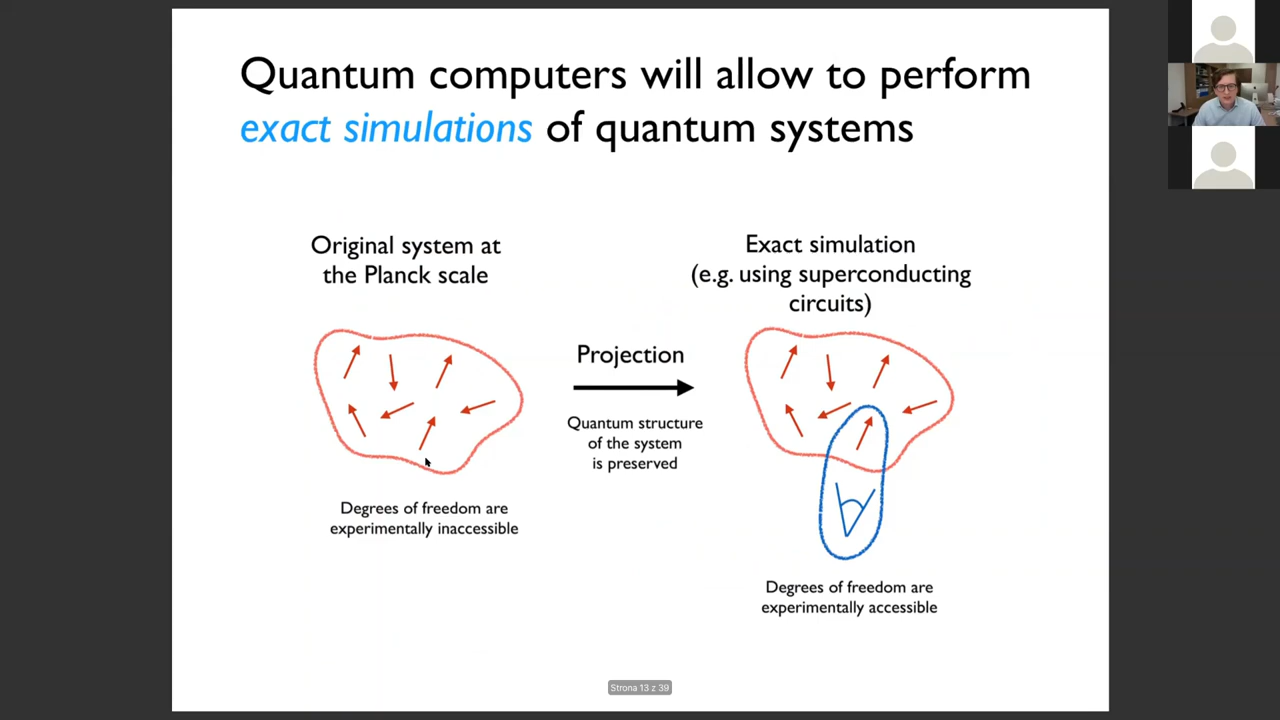 Quantum computers will allow to perform
exact simulations of quantum systems
Original system at
the Planck scale
Degrees of freedom are
experimentally inaccessible
Projection
Quantum structure
of the system
is preserved
Exact simulation
(e.g. using superconducting
circuits)
Degrees of freedom are
experimentally accessible
Strona 13 z 39